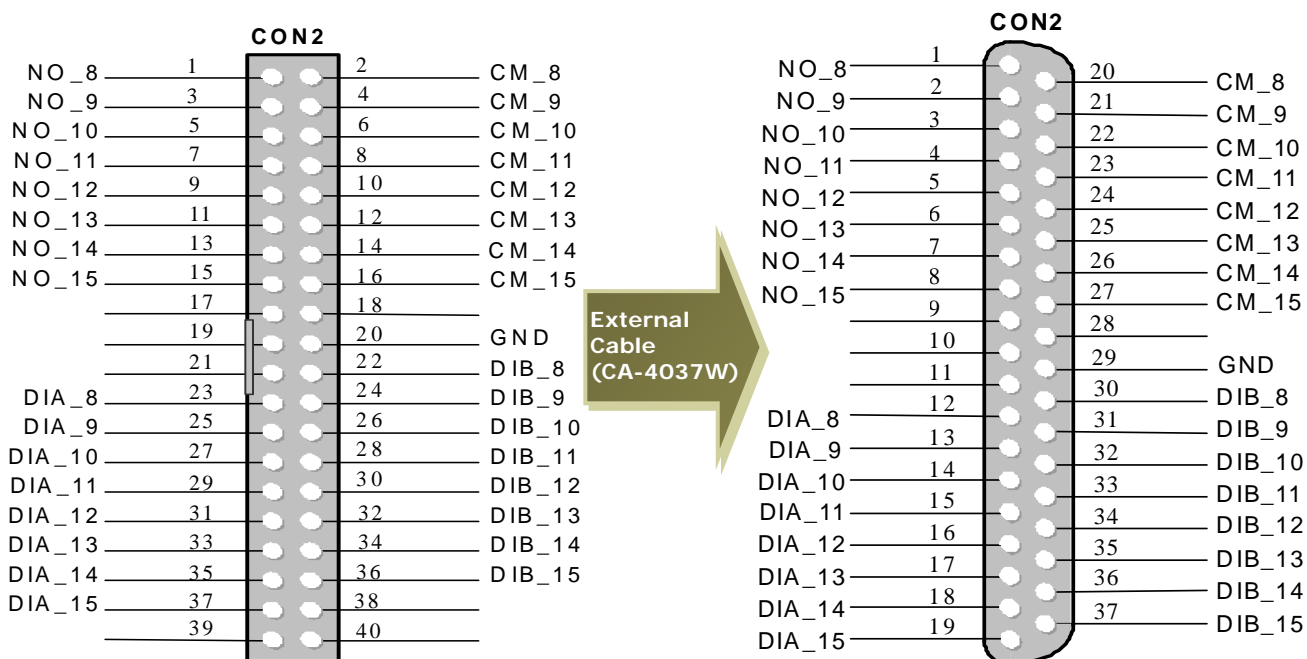 CON2
NO_8 1 2 CM_8
NO_9 3 4 CM_9
NO_10 5 6 CM_10
NO_11 7 8 CM_11
NO_12 9 10 CM_12
NO_13 11 12 CM_13
NO_14 13 14 CM_14
NO_15 15 16 CM_15
17 18
19 20 GND
21 22 DIB_8
DIA_8 23 24 DIB_9
DIA_9 25 26 DIB_10
DIA_10 27 28 DIB_11
DIA_11 29 30 DIB_12
DIA_12 31 32 DIB_13
DIA_13 33 34 DIB_14
DIA_14 35 36 DIB_15
DIA_15 37 38
39 40
External
Cable
(CA-4037W)
CON2
NO_8 1 20 CM_8
NO_9 2 21 CM_9
NO_10 3 22 CM_10
NO_11 4 23 CM_11
NO_12 5 24 CM_12
NO_13 6 25 CM_13
NO_14 7 26 CM_14
NO_15 8 27 CM_15
9 28
10 29 GND
11 30 DIB_8
DIA_8 12 31 DIB_9
DIA_9 13 32 DIB_10
DIA_10 14 33 DIB_11
DIA_11 15 34 DIB_12
DIA_12 16 35 DIB_13
DIA_13 17 36 DIB_14
DIA_14 18 37 DIB_15
DIA_15 19